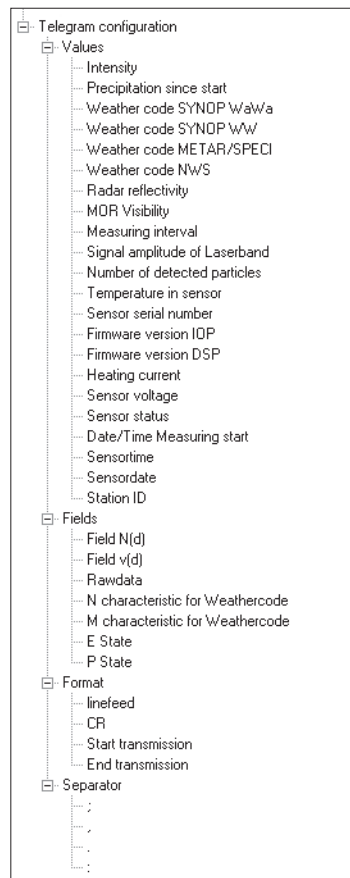 Telegram configuration
Values
Intensity
Precipitation since start
Weather code SYNOP WaWa
Weather code SYNOP WW
Weather code METAR/SPECI
Weather code NWS
Radar reflectivity
MOR Visibility
Measuring interval
Signal amplitude of Laserband
Number of detected particles
Temperature in sensor
Sensor serial number
Firmware version IOP
Firmware version DSP
Heating current
Sensor voltage
Sensor status
Date/Time Measuring start
Sensortime
Sensordate
Station ID
Fields
Field N(d)
Field v(d)
Rawdata
N characteristic for Weathercode
M characteristic for Weathercode
E State
P State
Format
linefeed
CR
Start transmission
End transmission
Separator
;
,
.
: